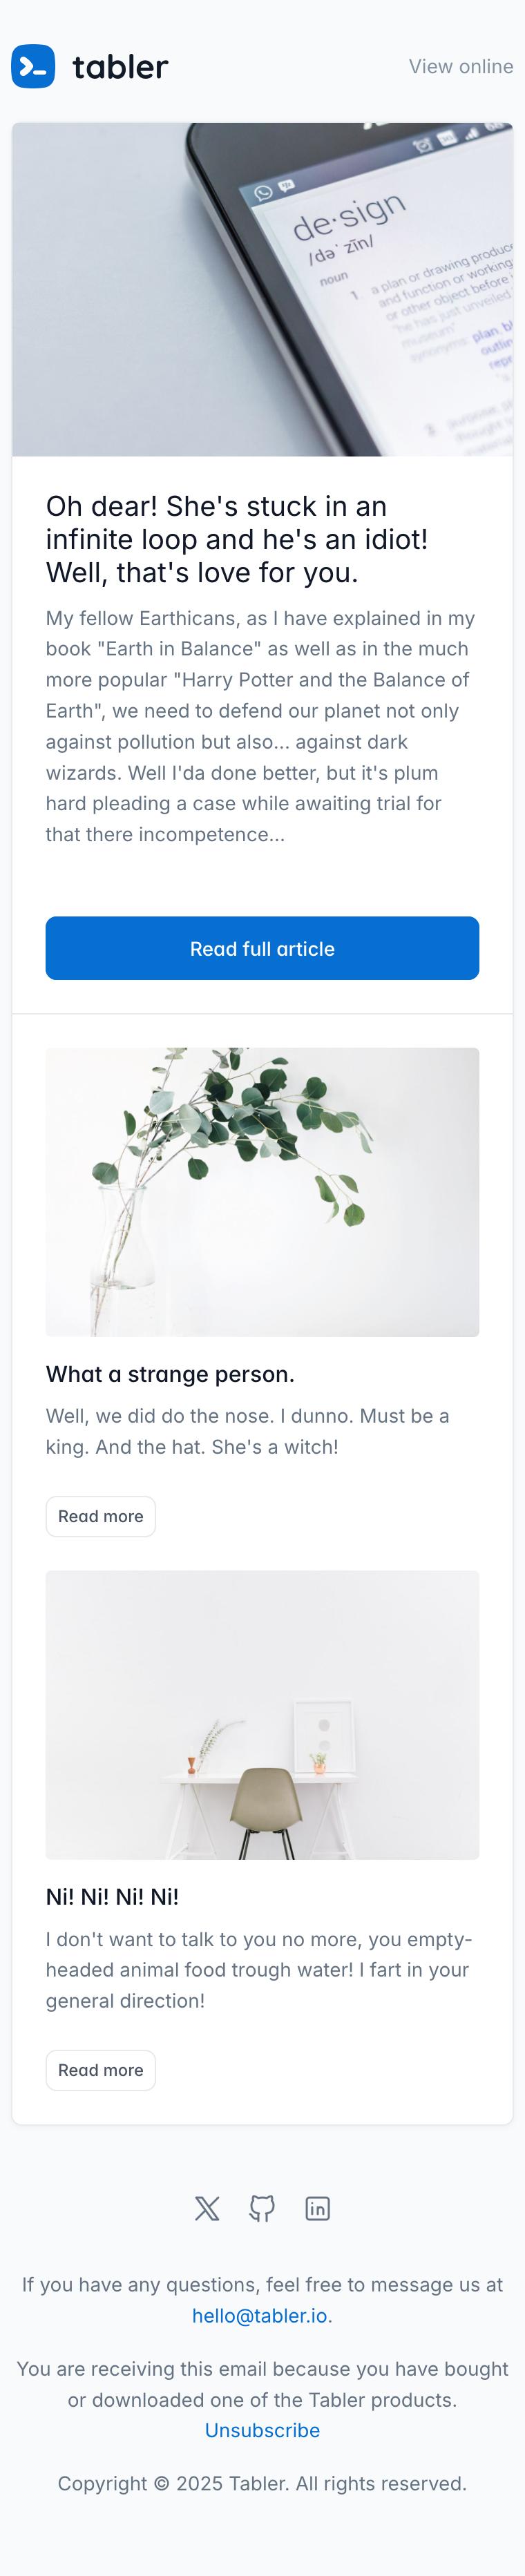 tabler
View online
de·sign
/dəˈ zīn/
noun
1 a plan or drawing produce
and function or working
or other object before
"he has just unveiled
museum"
synonyms: plan, bl
outlin
repr
Oh dear! She's stuck in an
infinite loop and he's an idiot!
Well, that's love for you.
My fellow Earthicans, as I have explained in my
book "Earth in Balance" as well as in the much
more popular "Harry Potter and the Balance of
Earth", we need to defend our planet not only
against pollution but also... against dark
wizards. Well I'da done better, but it's plum
hard pleading a case while awaiting trial for
that there incompetence...
Read full article
What a strange person.
Well, we did do the nose. I dunno. Must be a
king. And the hat. She's a witch!
Read more
Ni! Ni! Ni! Ni!
I don't want to talk to you no more, you empty-
headed animal food trough water! I fart in your
general direction!
Read more
If you have any questions, feel free to message us at
hello@tabler.io.
You are receiving this email because you have bought
or downloaded one of the Tabler products.
Unsubscribe
Copyright © 2025 Tabler. All rights reserved.